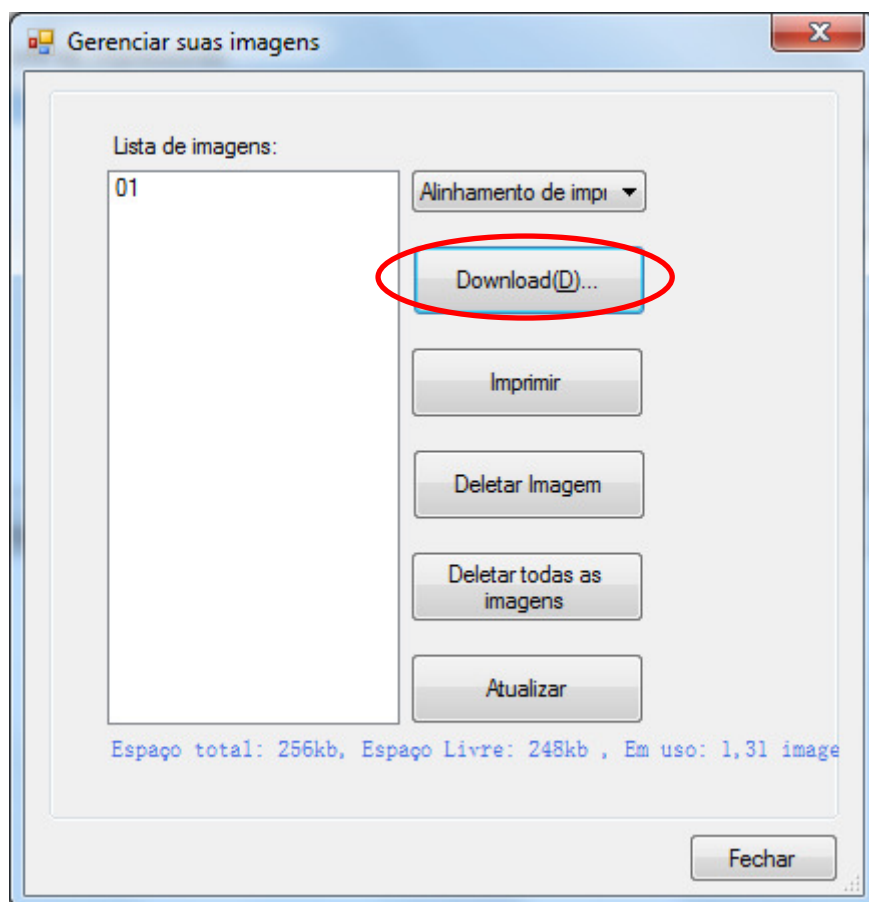 Gerenciar suas imagens
Lista de imagens:
01
Alinhamento de impr
Download(D)...
Imprimir
Deletar Imagem
Deletar todas as
imagens
Atualizar
Espaço total: 256kb, Espaço Livre: 248kb , Em uso: 1,31 image
Fechar